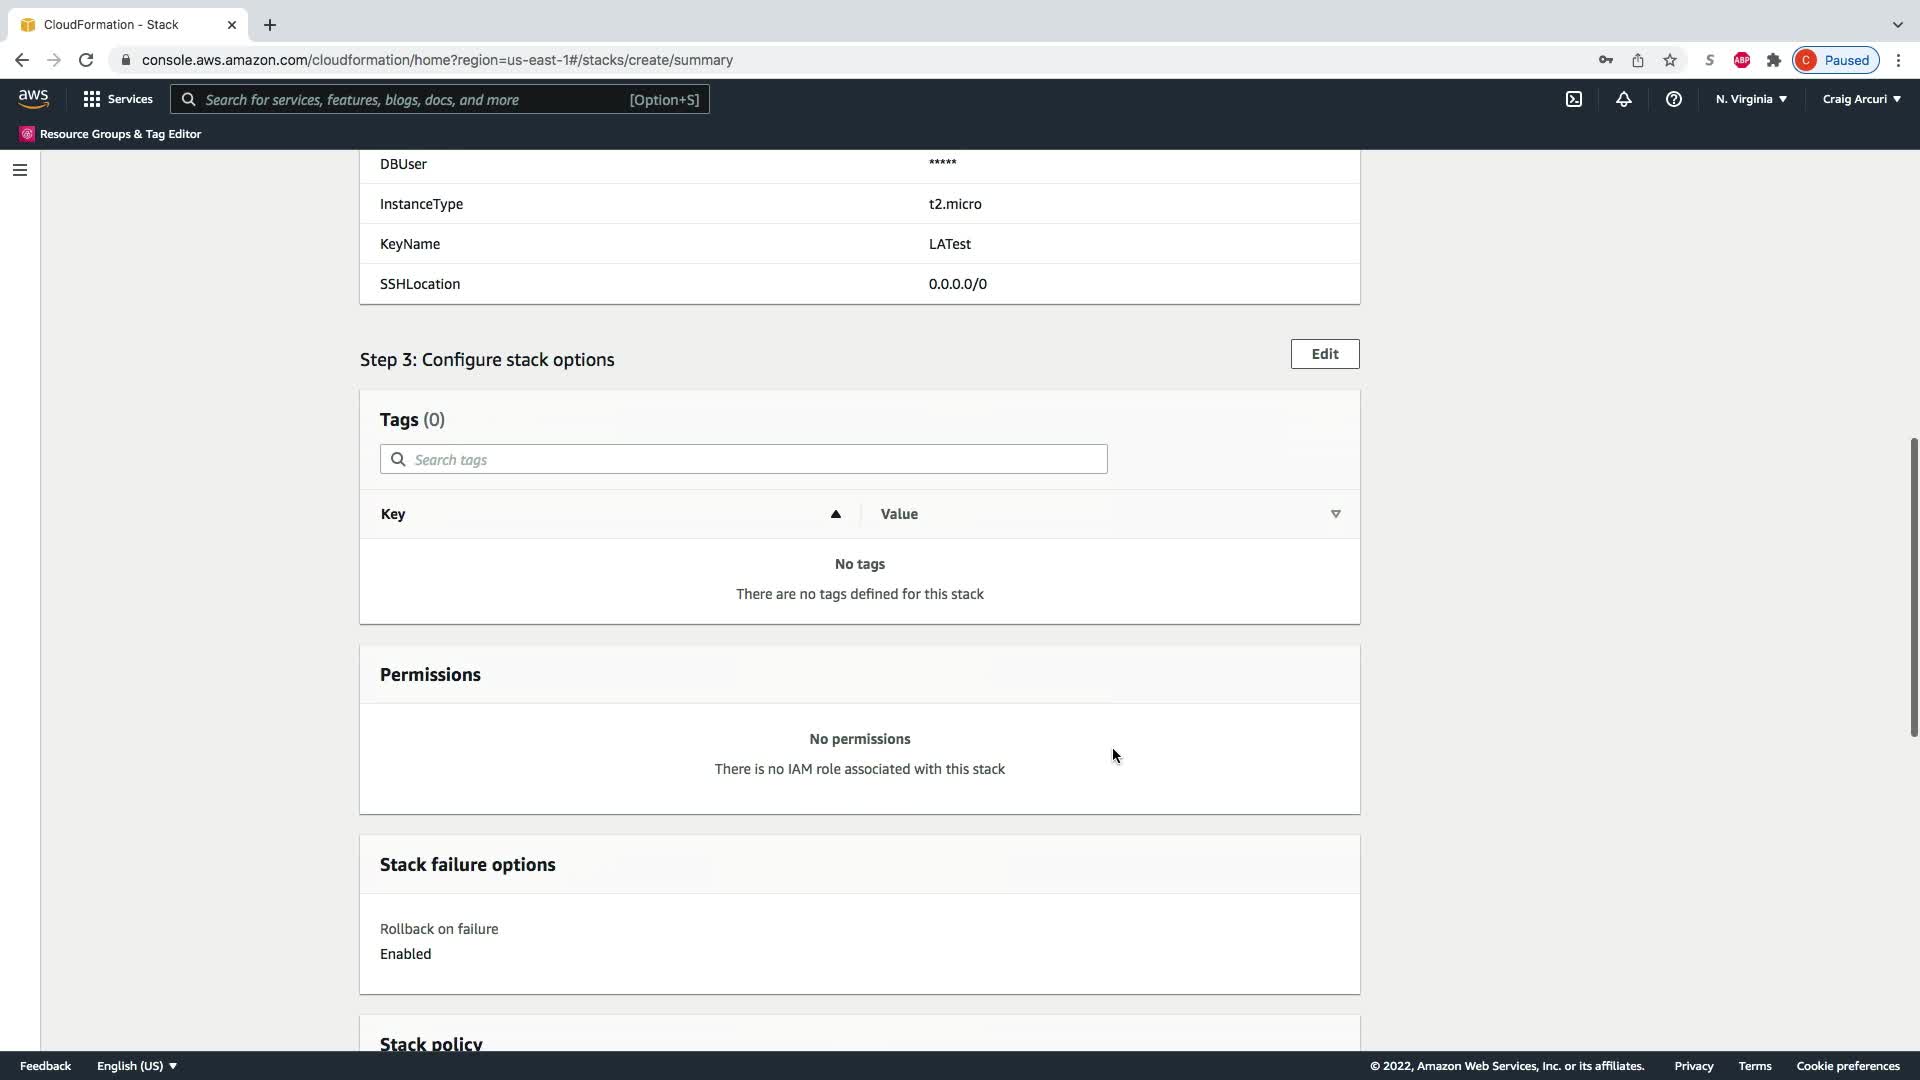 CloudFormation - Stack
console.aws.amazon.com/cloudformation/home?region=us-east-1#/stacks/create/summary
S
ABP
C
Paused
aws
Services
Search for services, features, blogs, docs, and more
[Option+S]
N. Virginia
Craig Arcuri
Resource Groups & Tag Editor
DBUser
*****
InstanceType
t2.micro
KeyName
LATest
SSHLocation
0.0.0.0/0
Step 3: Configure stack options
Edit
Tags (0)
Search tags
Key
Value
No tags
There are no tags defined for this stack
Permissions
No permissions
There is no IAM role associated with this stack
Stack failure options
Rollback on failure
Enabled
Stack policy
Feedback
English (US)
© 2022, Amazon Web Services, Inc. or its affiliates.
Privacy
Terms
Cookie preferences